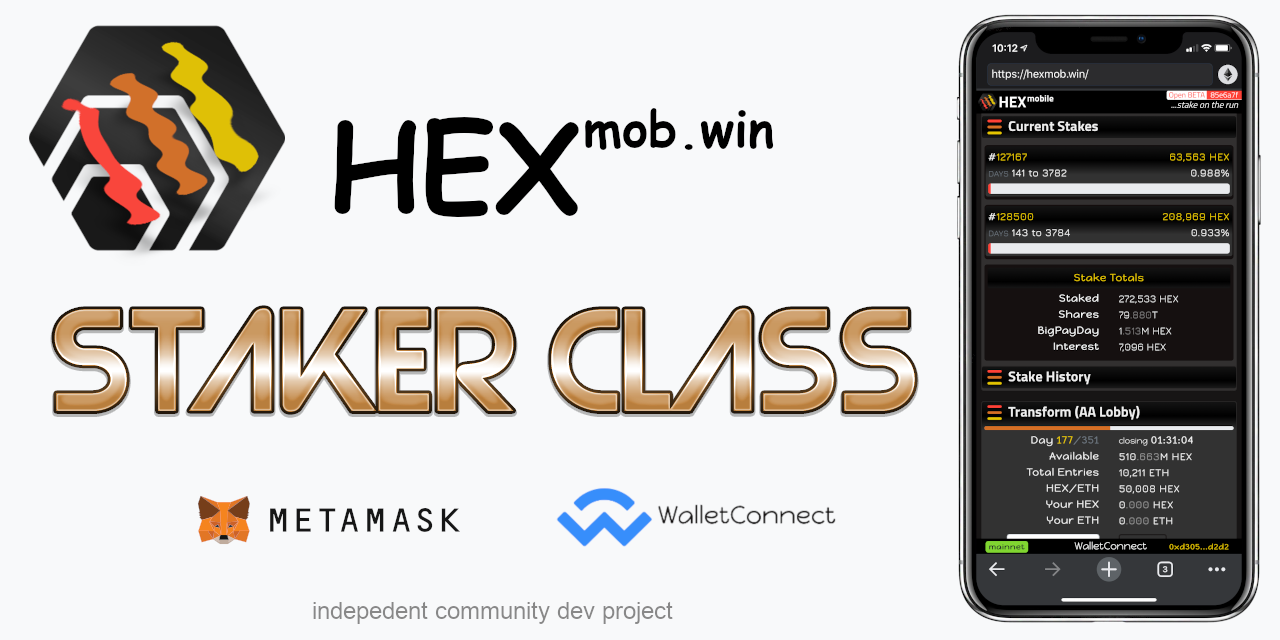 HEXmob.win
STAKER CLASS
METAMASK
WalletConnect
indepedent community dev project
10:12
https://hexmob.win/
HEXmobile
Open BETA 85e6a7f
...stake on the run
Current Stakes
#127167 63,563 HEX
DAYS 141 to 3782 0.988%
#128500 208,969 HEX
DAYS 143 to 3784 0.933%
Stake Totals
Staked 272,533 HEX
Shares 79.880T
BigPayDay 1.513M HEX
Interest 7,096 HEX
Stake History
Transform (AA Lobby)
Day 177/351 closing 01:31:04
Available 510.663M HEX
Total Entries 10,211 ETH
HEX/ETH 50,008 HEX
Your HEX 0.000 HEX
Your ETH 0.000 ETH
mainnet WalletConnect 0xd305...d2d2
3